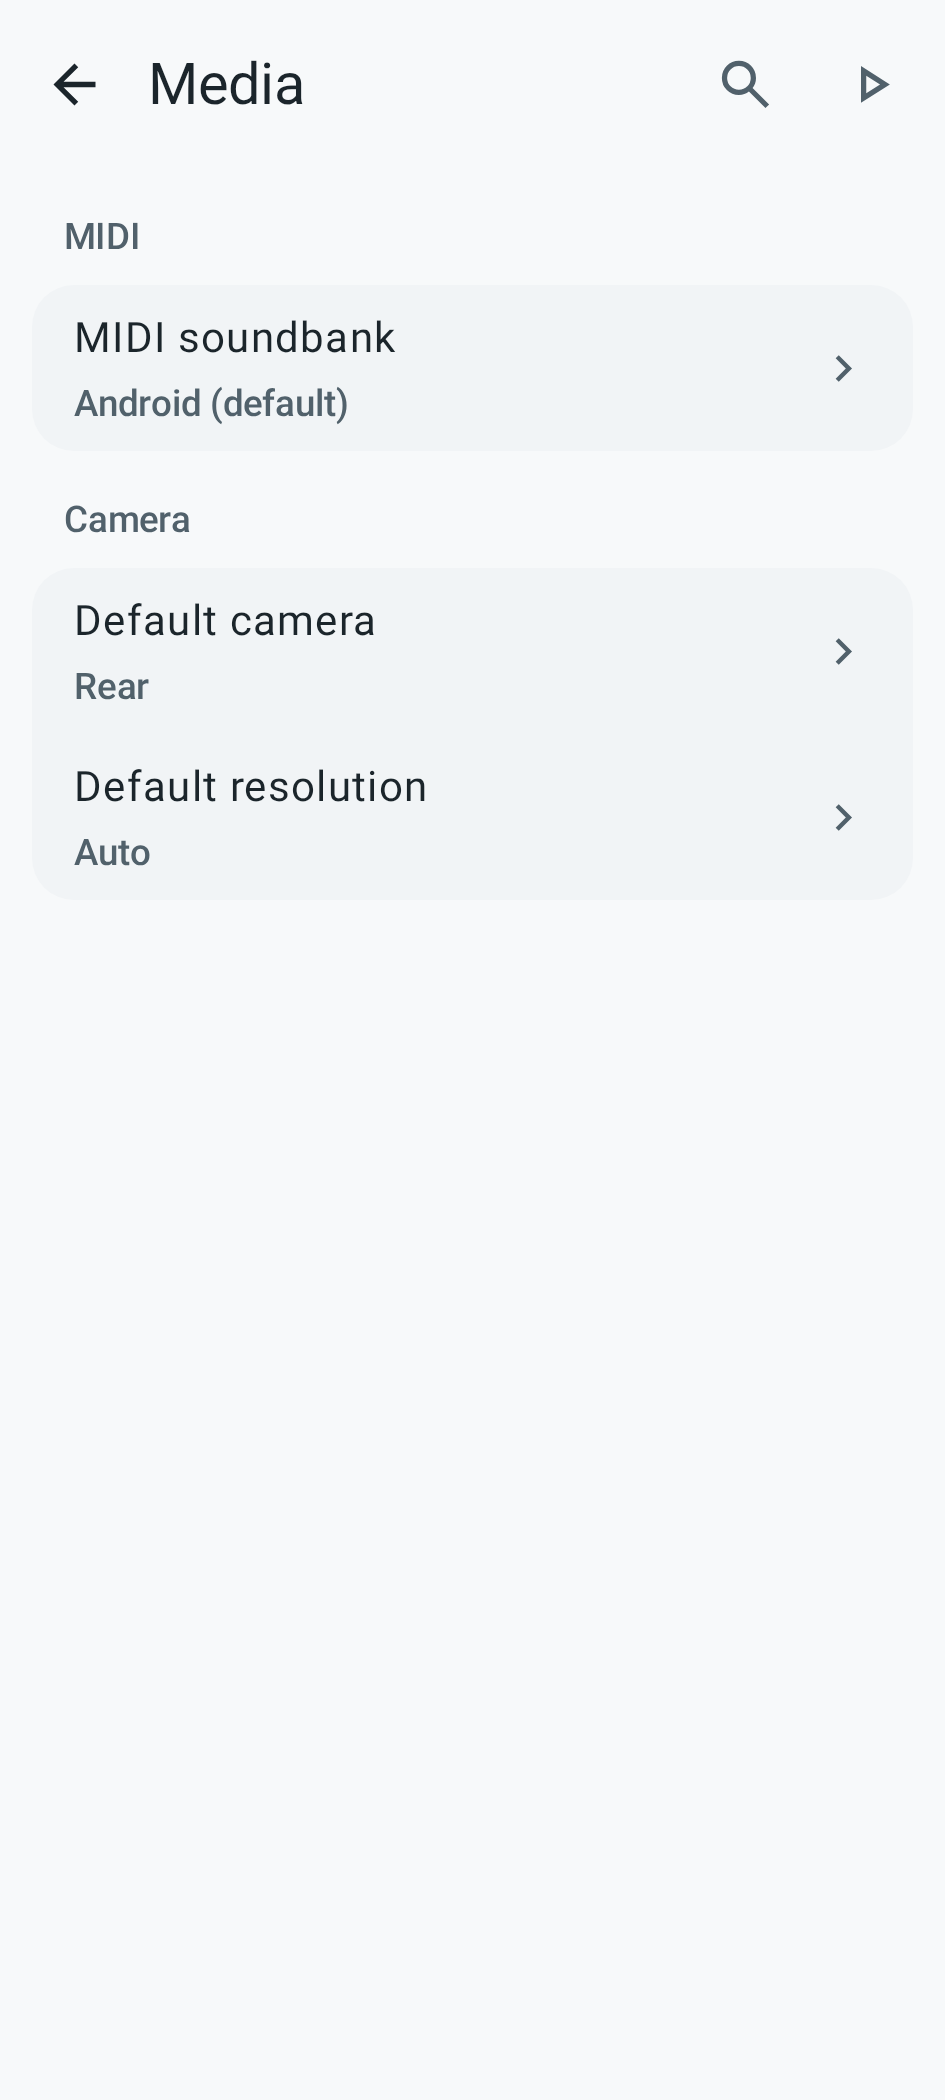 Media
MIDI
MIDI soundbank
Android (default)
Camera
Default camera
Rear
Default resolution
Auto